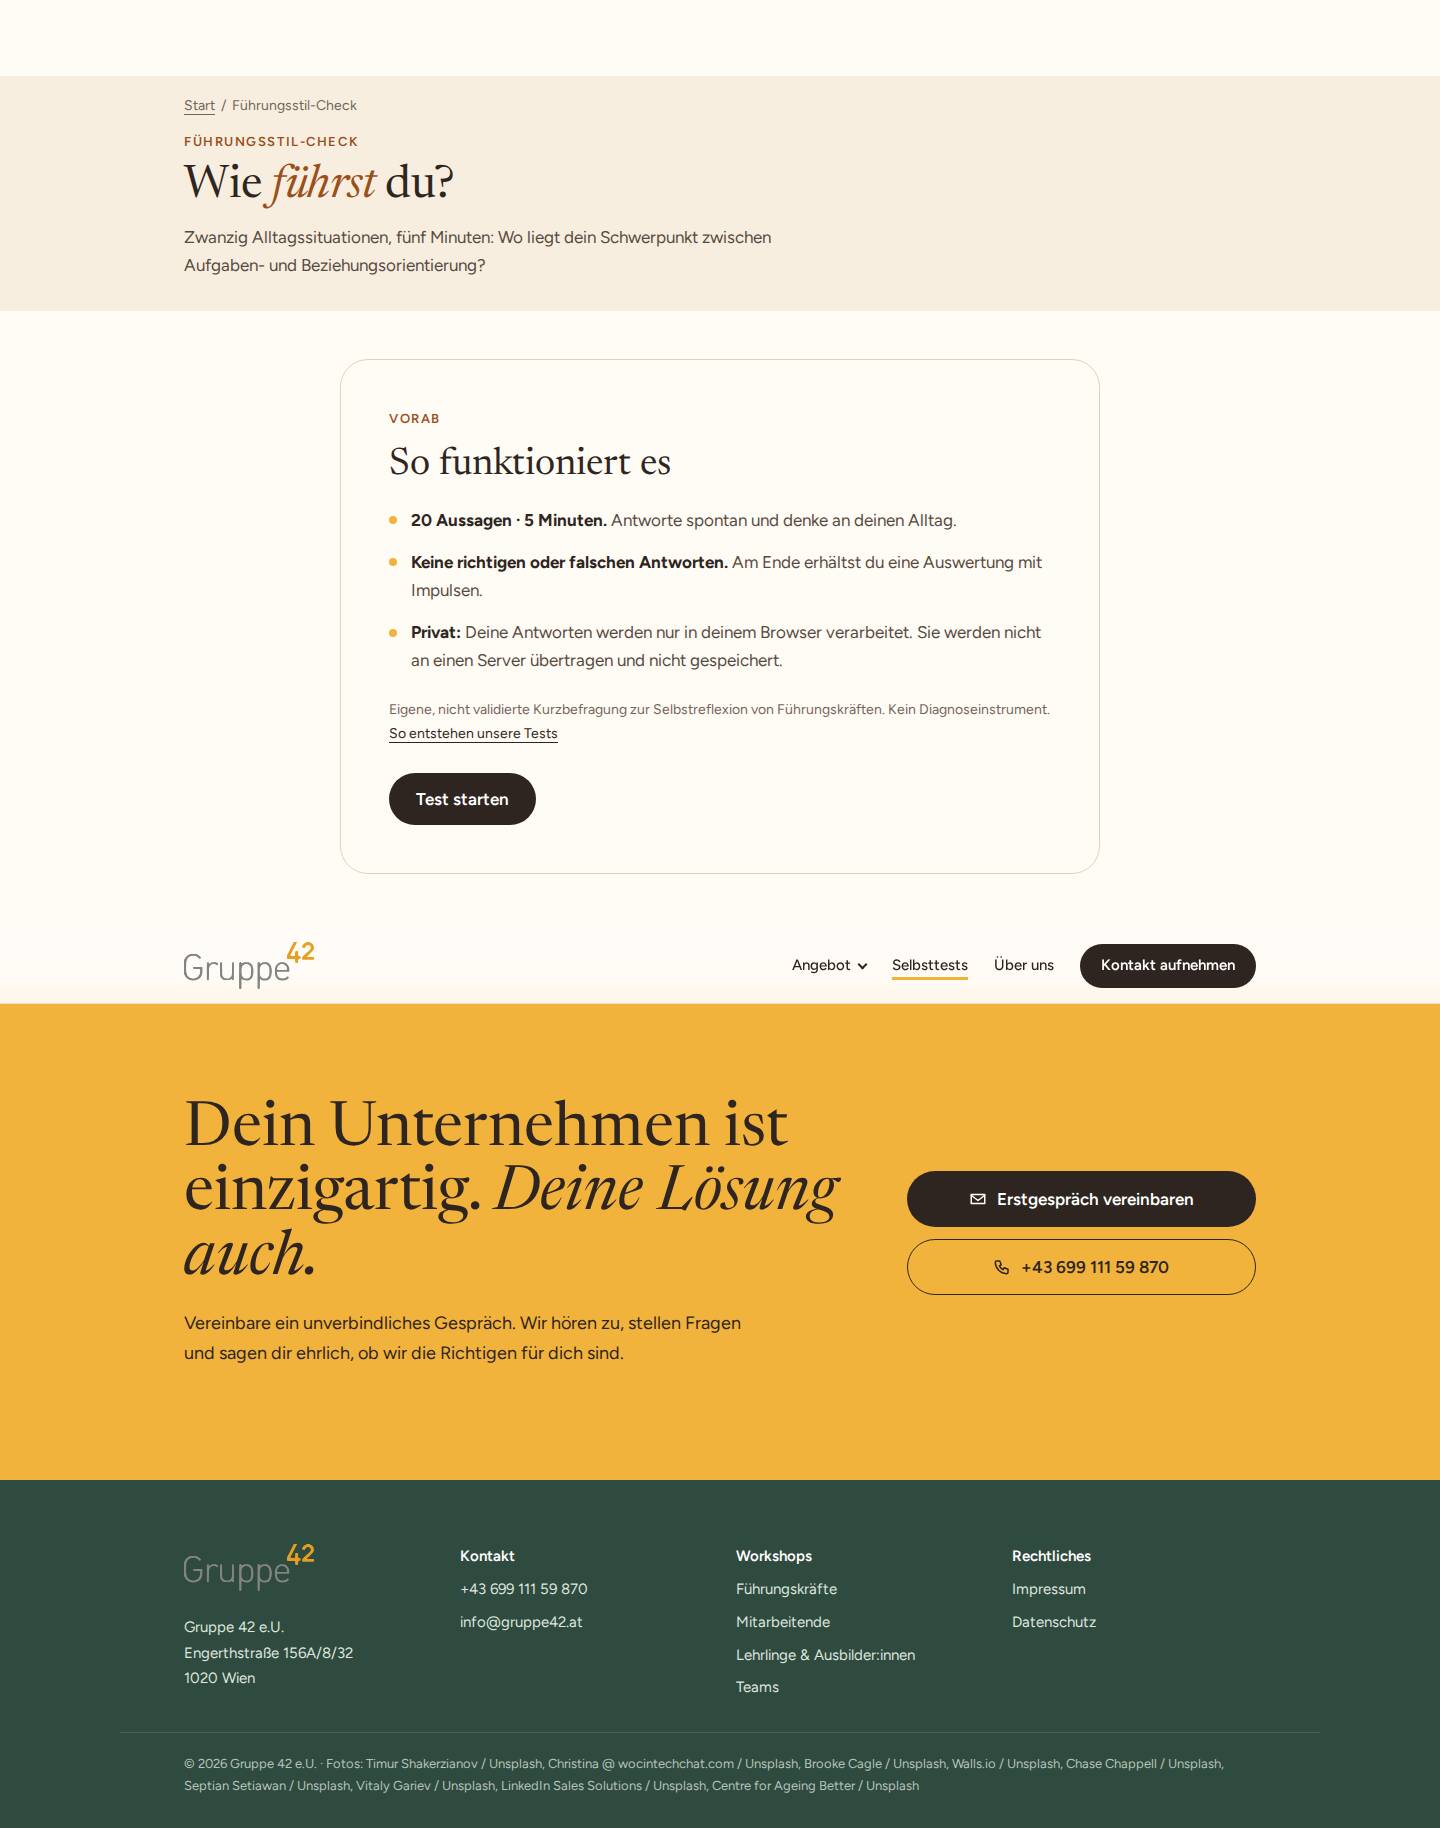 Start / Führungsstil-Check
FÜHRUNGSSTIL-CHECK
Wie führst du?
Zwanzig Alltagssituationen, fünf Minuten: Wo liegt dein Schwerpunkt zwischen
Aufgaben- und Beziehungsorientierung?
VORAB
So funktioniert es
20 Aussagen · 5 Minuten. Antworte spontan und denke an deinen Alltag.
Keine richtigen oder falschen Antworten. Am Ende erhältst du eine Auswertung mit
Impulsen.
Privat: Deine Antworten werden nur in deinem Browser verarbeitet. Sie werden nicht
an einen Server übertragen und nicht gespeichert.
Eigene, nicht validierte Kurzbefragung zur Selbstreflexion von Führungskräften. Kein Diagnoseinstrument.
So entstehen unsere Tests
Test starten
Gruppe 42
Angebot
Selbsttests
Über uns
Kontakt aufnehmen
Dein Unternehmen ist
einzigartig. Deine Lösung
auch.
Vereinbare ein unverbindliches Gespräch. Wir hören zu, stellen Fragen
und sagen dir ehrlich, ob wir die Richtigen für dich sind.
Erstgespräch vereinbaren
+43 699 111 59 870
Gruppe 42
Gruppe 42 e.U.
Engerthstraße 156A/8/32
1020 Wien
Kontakt
+43 699 111 59 870
info@gruppe42.at
Workshops
Führungskräfte
Mitarbeitende
Lehrlinge & Ausbilder:innen
Teams
Rechtliches
Impressum
Datenschutz
© 2026 Gruppe 42 e.U. · Fotos: Timur Shakerzianov / Unsplash, Christina @ wocintechchat.com / Unsplash, Brooke Cagle / Unsplash, Walls.io / Unsplash, Chase Chappell / Unsplash,
Septian Setiawan / Unsplash, Vitaly Gariev / Unsplash, LinkedIn Sales Solutions / Unsplash, Centre for Ageing Better / Unsplash